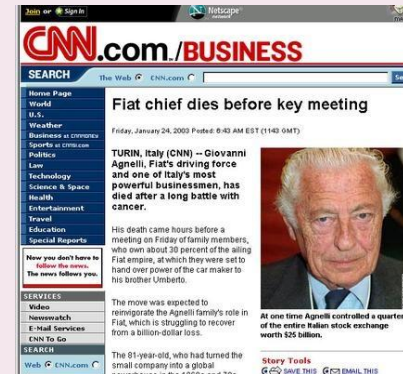 Join or Sign In
Netscape
CNN.com./BUSINESS
SEARCH
The Web CNN.com
Home Page
World
U.S.
Weather
Business at CNNMONEY
Sports at CNNSI.com
Politics
Law
Technology
Science & Space
Health
Entertainment
Travel
Education
Special Reports
Now you don't have to
follow the news.
The news follows you.
SERVICES
Video
Newswatch
E-Mail Services
CNN To Go
SEARCH
Web CNN.com
Fiat chief dies before key meeting
Friday, January 24, 2003 Posted: 6:43 AM EST (1143 GMT)
TURIN, Italy (CNN) -- Giovanni
Agnelli, Fiat's driving force
and one of Italy's most
powerful businessmen, has
died after a long battle with
cancer.
His death came hours before a
meeting on Friday of family members,
who own about 30 percent of the ailing
Fiat empire, at which they were set to
hand over power of the car maker to
his brother Umberto.
The move was expected to
reinvigorate the Agnelli family's role in
Fiat, which is struggling to recover
from a billion-dollar loss.
The 81-year-old, who had turned the
small company into a global
At one time Agnelli controlled a quarter
of the entire Italian stock exchange
worth $25 billion.
Story Tools
SAVE THIS EMAIL THIS